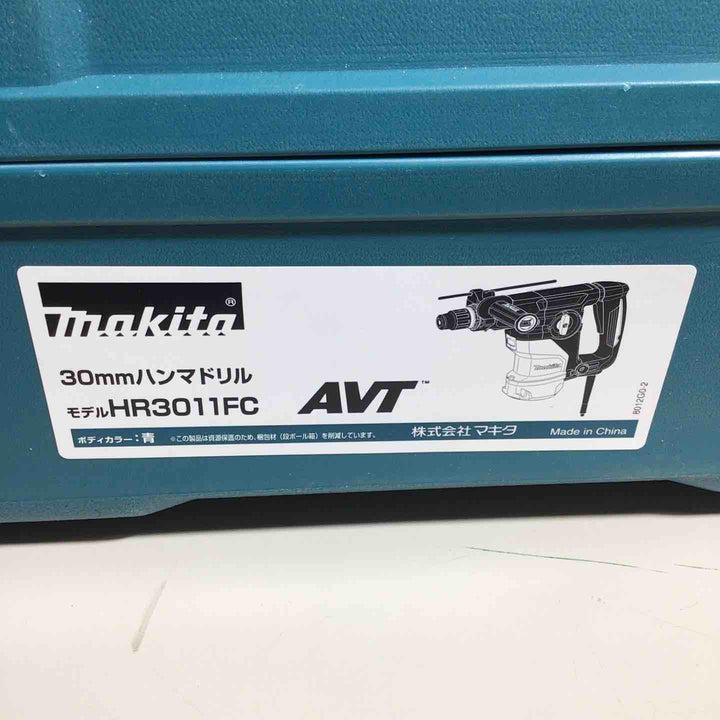 makita®
30mmハンマドリル
モデルHR3011FC
AVT™
ボディカラー：青 ※この製品は資源保護のため、梱包材（段ボール箱）を削減しています。 株式会社マキタ Made in China
8012G0-2